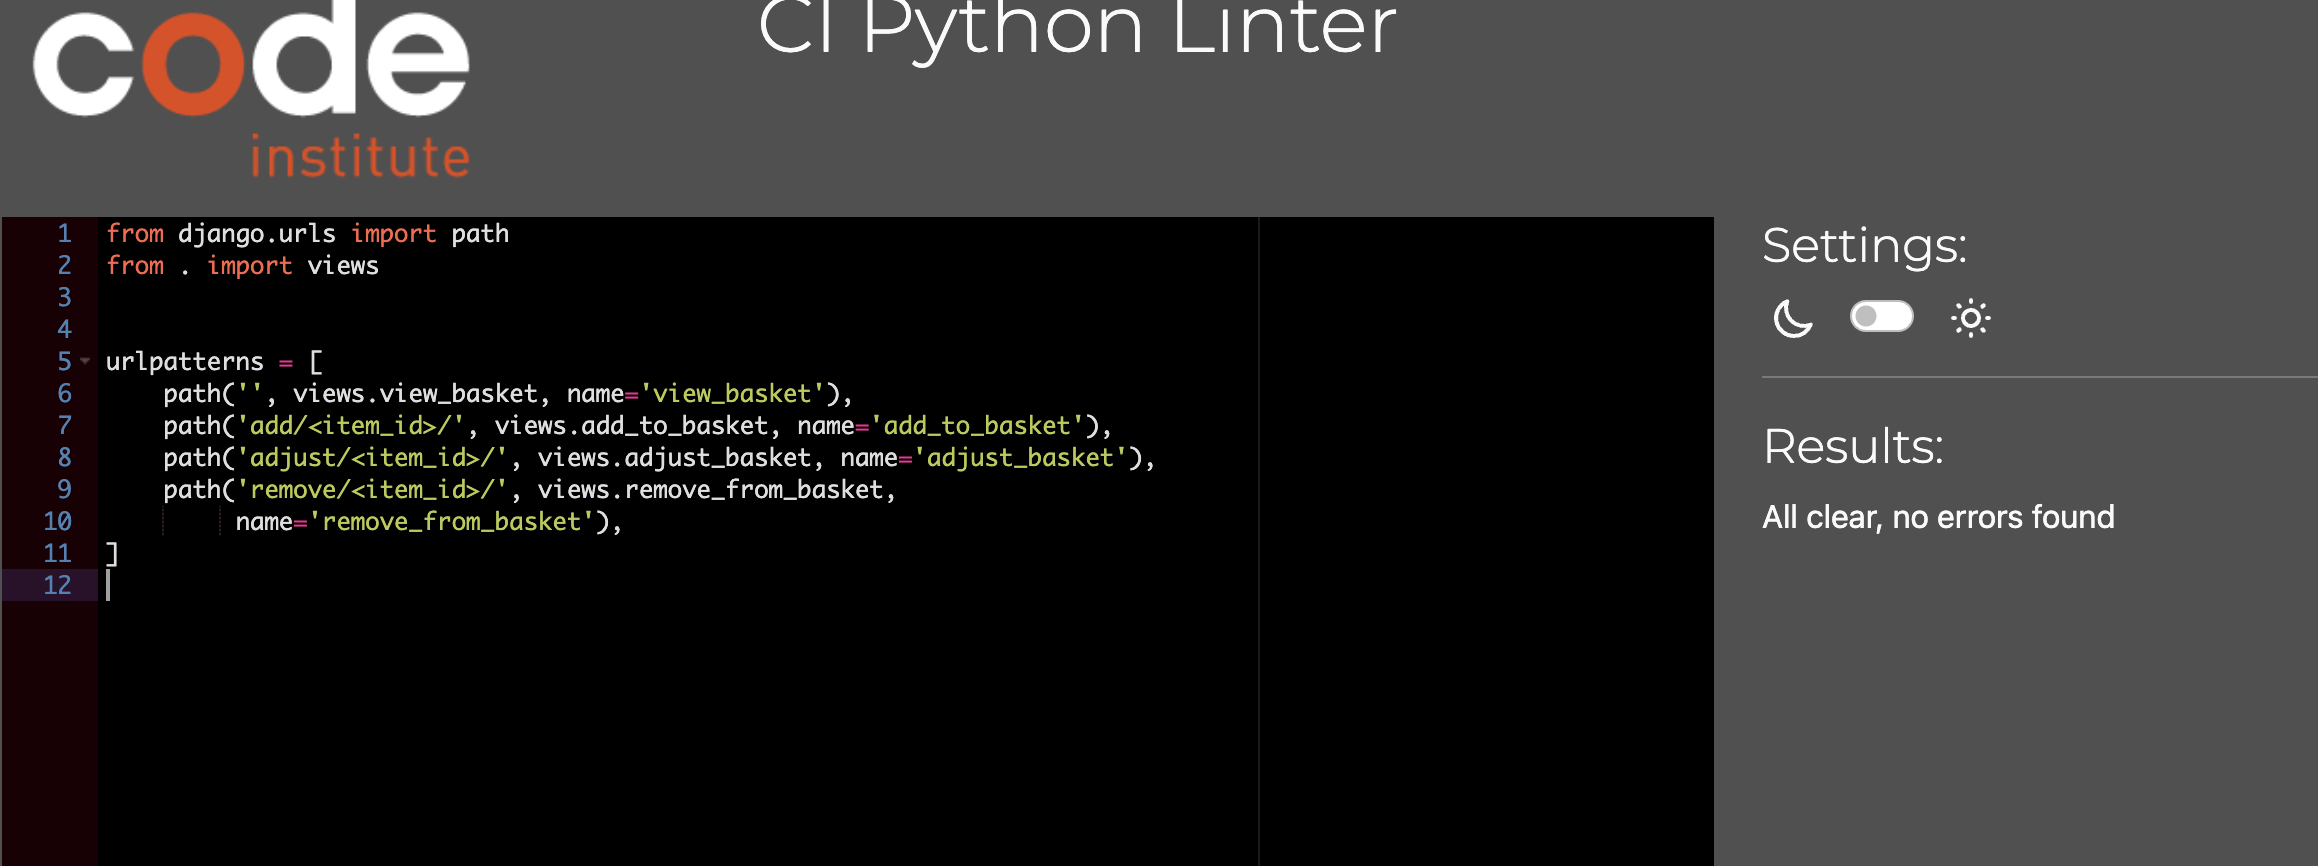 code
institute
CI Python Linter
1 from django.urls import path
2 from . import views
3
4
5 urlpatterns = [
6     path('', views.view_basket, name='view_basket'),
7     path('add/<item_id>/', views.add_to_basket, name='add_to_basket'),
8     path('adjust/<item_id>/', views.adjust_basket, name='adjust_basket'),
9     path('remove/<item_id>/', views.remove_from_basket,
10          name='remove_from_basket'),
11 ]
12
Settings:
Results:
All clear, no errors found